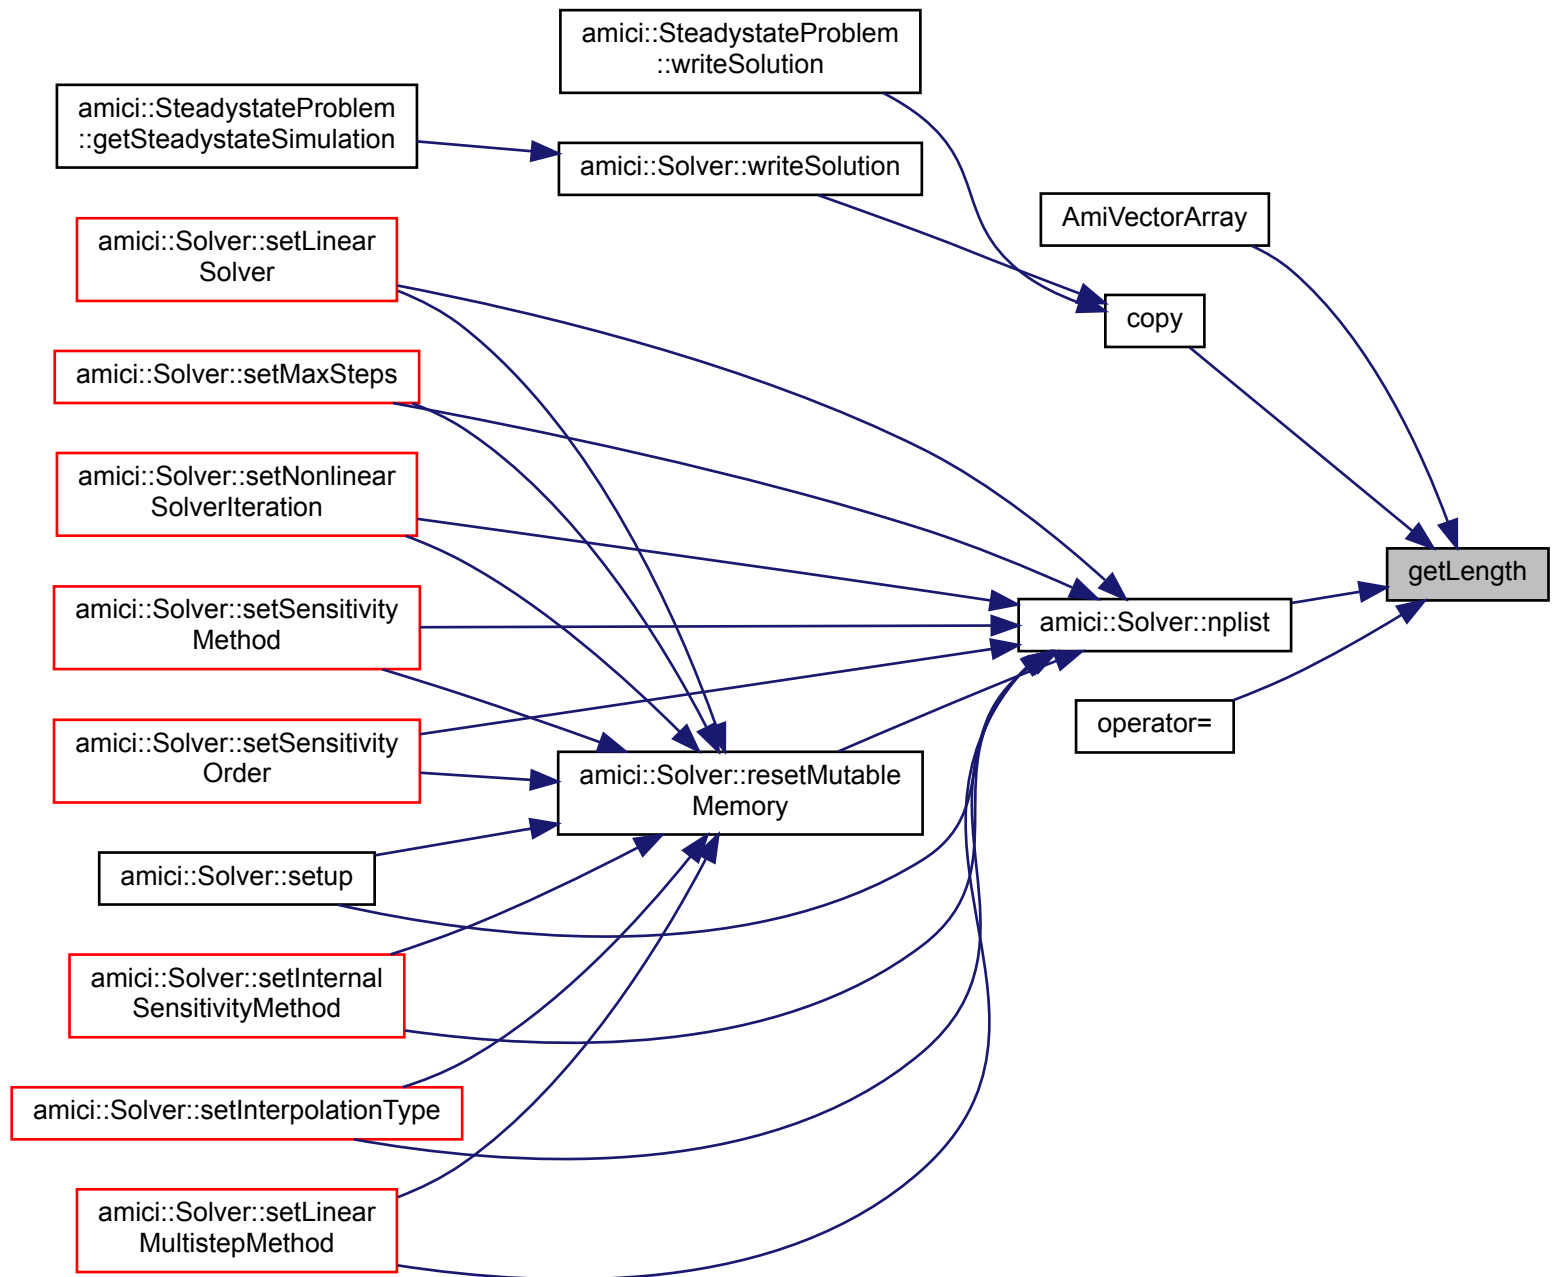 amici::SteadystateProblem
::writeSolution
amici::SteadystateProblem
::getSteadystateSimulation
amici::Solver::writeSolution
AmiVectorArray
amici::Solver::setLinear
Solver
copy
amici::Solver::setMaxSteps
amici::Solver::setNonlinear
SolverIteration
getLength
amici::Solver::setSensitivity
Method
amici::Solver::nplist
operator=
amici::Solver::setSensitivity
Order
amici::Solver::resetMutable
Memory
amici::Solver::setup
amici::Solver::setInternal
SensitivityMethod
amici::Solver::setInterpolationType
amici::Solver::setLinear
MultistepMethod